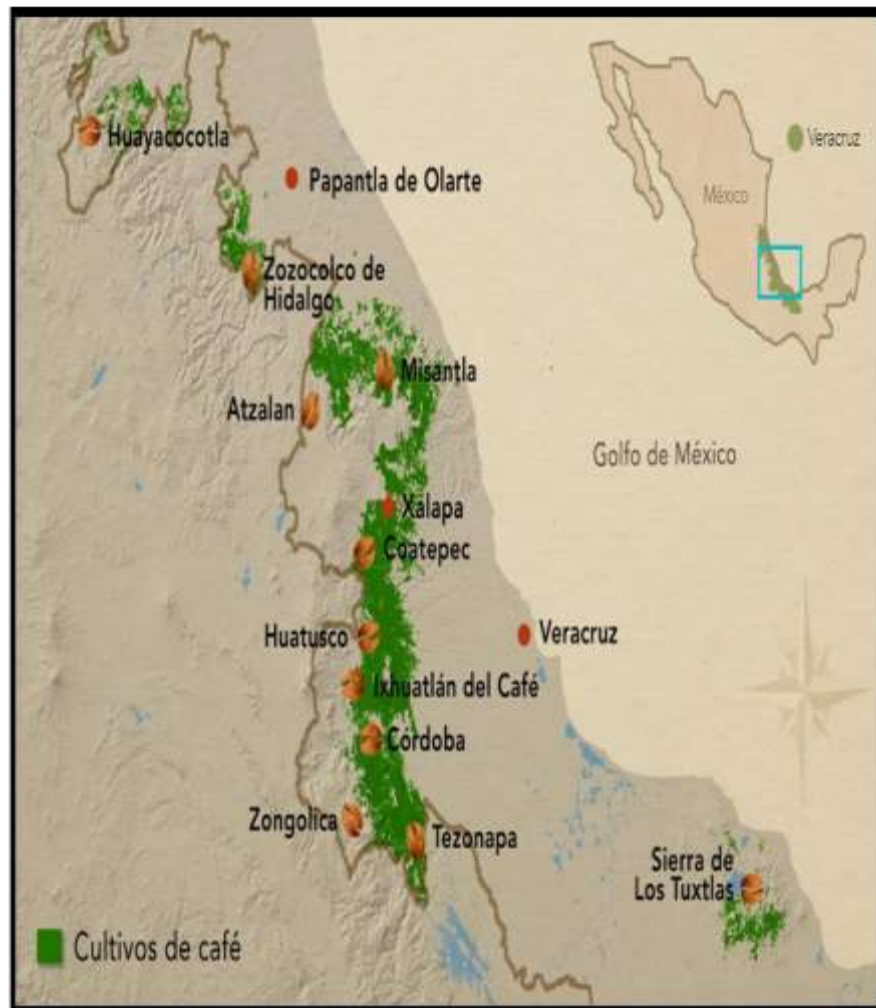 Huayacocotla
Papantla de Olarte
Zozocolco de
Hidalgo
Misantla
Atzalan
Xalapa
Coatepec
Huatusco
Ixhuatlán del Café
Córdoba
Zongolica
Tezonapa
Veracruz
Sierra de
Los Tuxtlas
Golfo de México
México
Veracruz
Cultivos de café